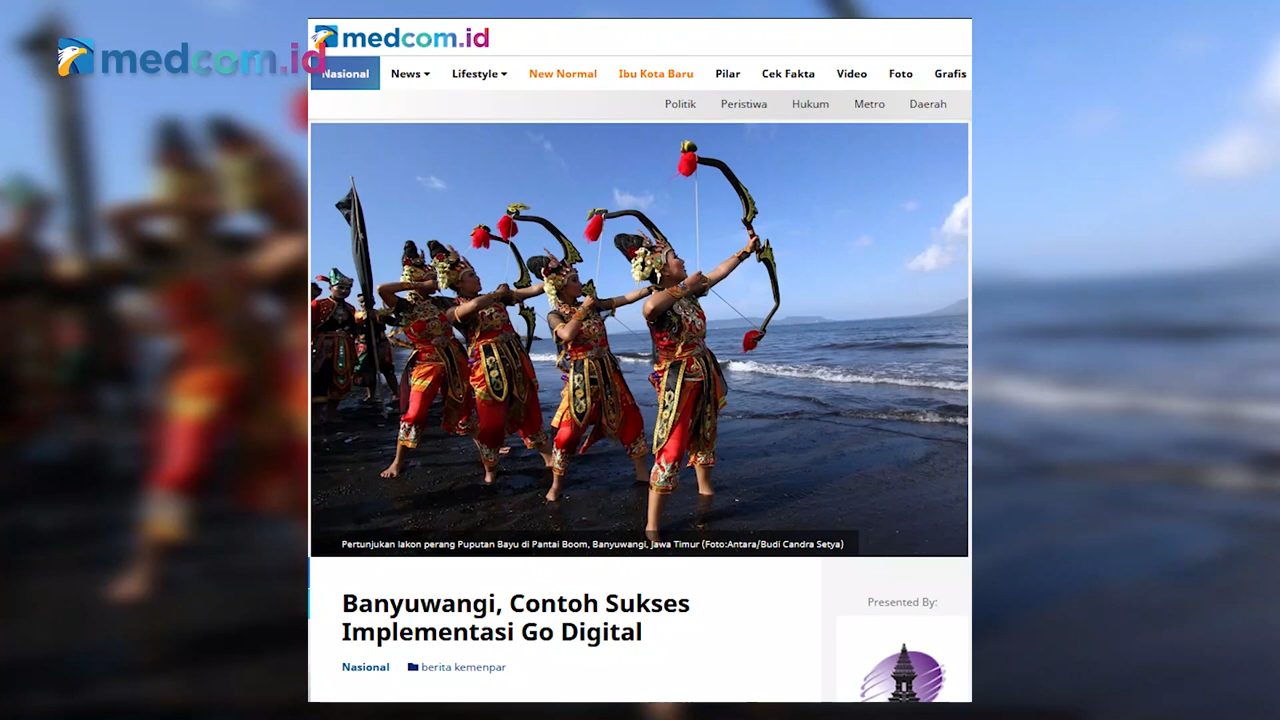 medcom.id
medcom.id
Nasional News Lifestyle New Normal Ibu Kota Baru Pilar Cek Fakta Video Foto Grafis
Politik Peristiwa Hukum Metro Daerah
Pertunjukan lakon perang Puputan Bayu di Pantai Boom, Banyuwangi, Jawa Timur (Foto:Antara/Budi Candra Setya)
Banyuwangi, Contoh Sukses
Implementasi Go Digital
Nasional berita kemenpar
Presented By: